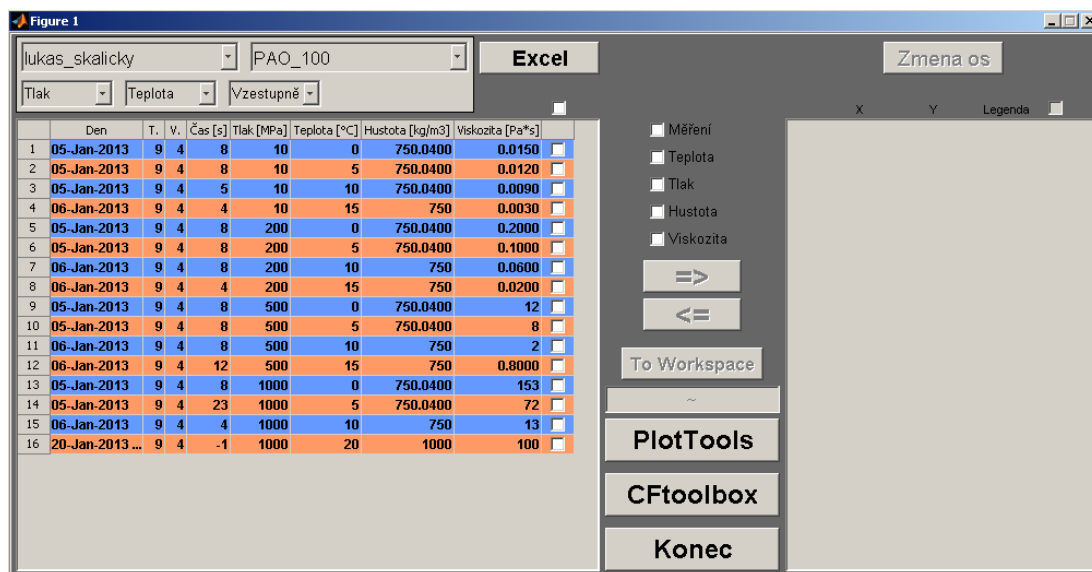 Figure 1
lukas_skalicky PAO_100 Excel Zmena os
Tlak Teplota Vzestupně
X Y Legenda
Den T. V. Čas [s] Tlak [MPa] Teplota [°C] Hustota [kg/m3] Viskozita [Pa*s]
1 05-Jan-2013 9 4 8 10 0 750.0400 0.0150
2 05-Jan-2013 9 4 8 10 5 750.0400 0.0120
3 05-Jan-2013 9 4 5 10 10 750.0400 0.0090
4 06-Jan-2013 9 4 4 10 15 750 0.0030
5 05-Jan-2013 9 4 8 200 0 750.0400 0.2000
6 05-Jan-2013 9 4 8 200 5 750.0400 0.1000
7 06-Jan-2013 9 4 8 200 10 750 0.0600
8 06-Jan-2013 9 4 4 200 15 750 0.0200
9 05-Jan-2013 9 4 8 500 0 750.0400 12
10 05-Jan-2013 9 4 8 500 5 750.0400 8
11 06-Jan-2013 9 4 8 500 10 750 2
12 06-Jan-2013 9 4 12 500 15 750 0.8000
13 05-Jan-2013 9 4 8 1000 0 750.0400 153
14 05-Jan-2013 9 4 23 1000 5 750.0400 72
15 06-Jan-2013 9 4 4 1000 10 750 13
16 20-Jan-2013 ... 9 4 -1 1000 20 1000 100
Měření
Teplota
Tlak
Hustota
Viskozita
=>
<=
To Workspace
~
PlotTools
CFtoolbox
Konec